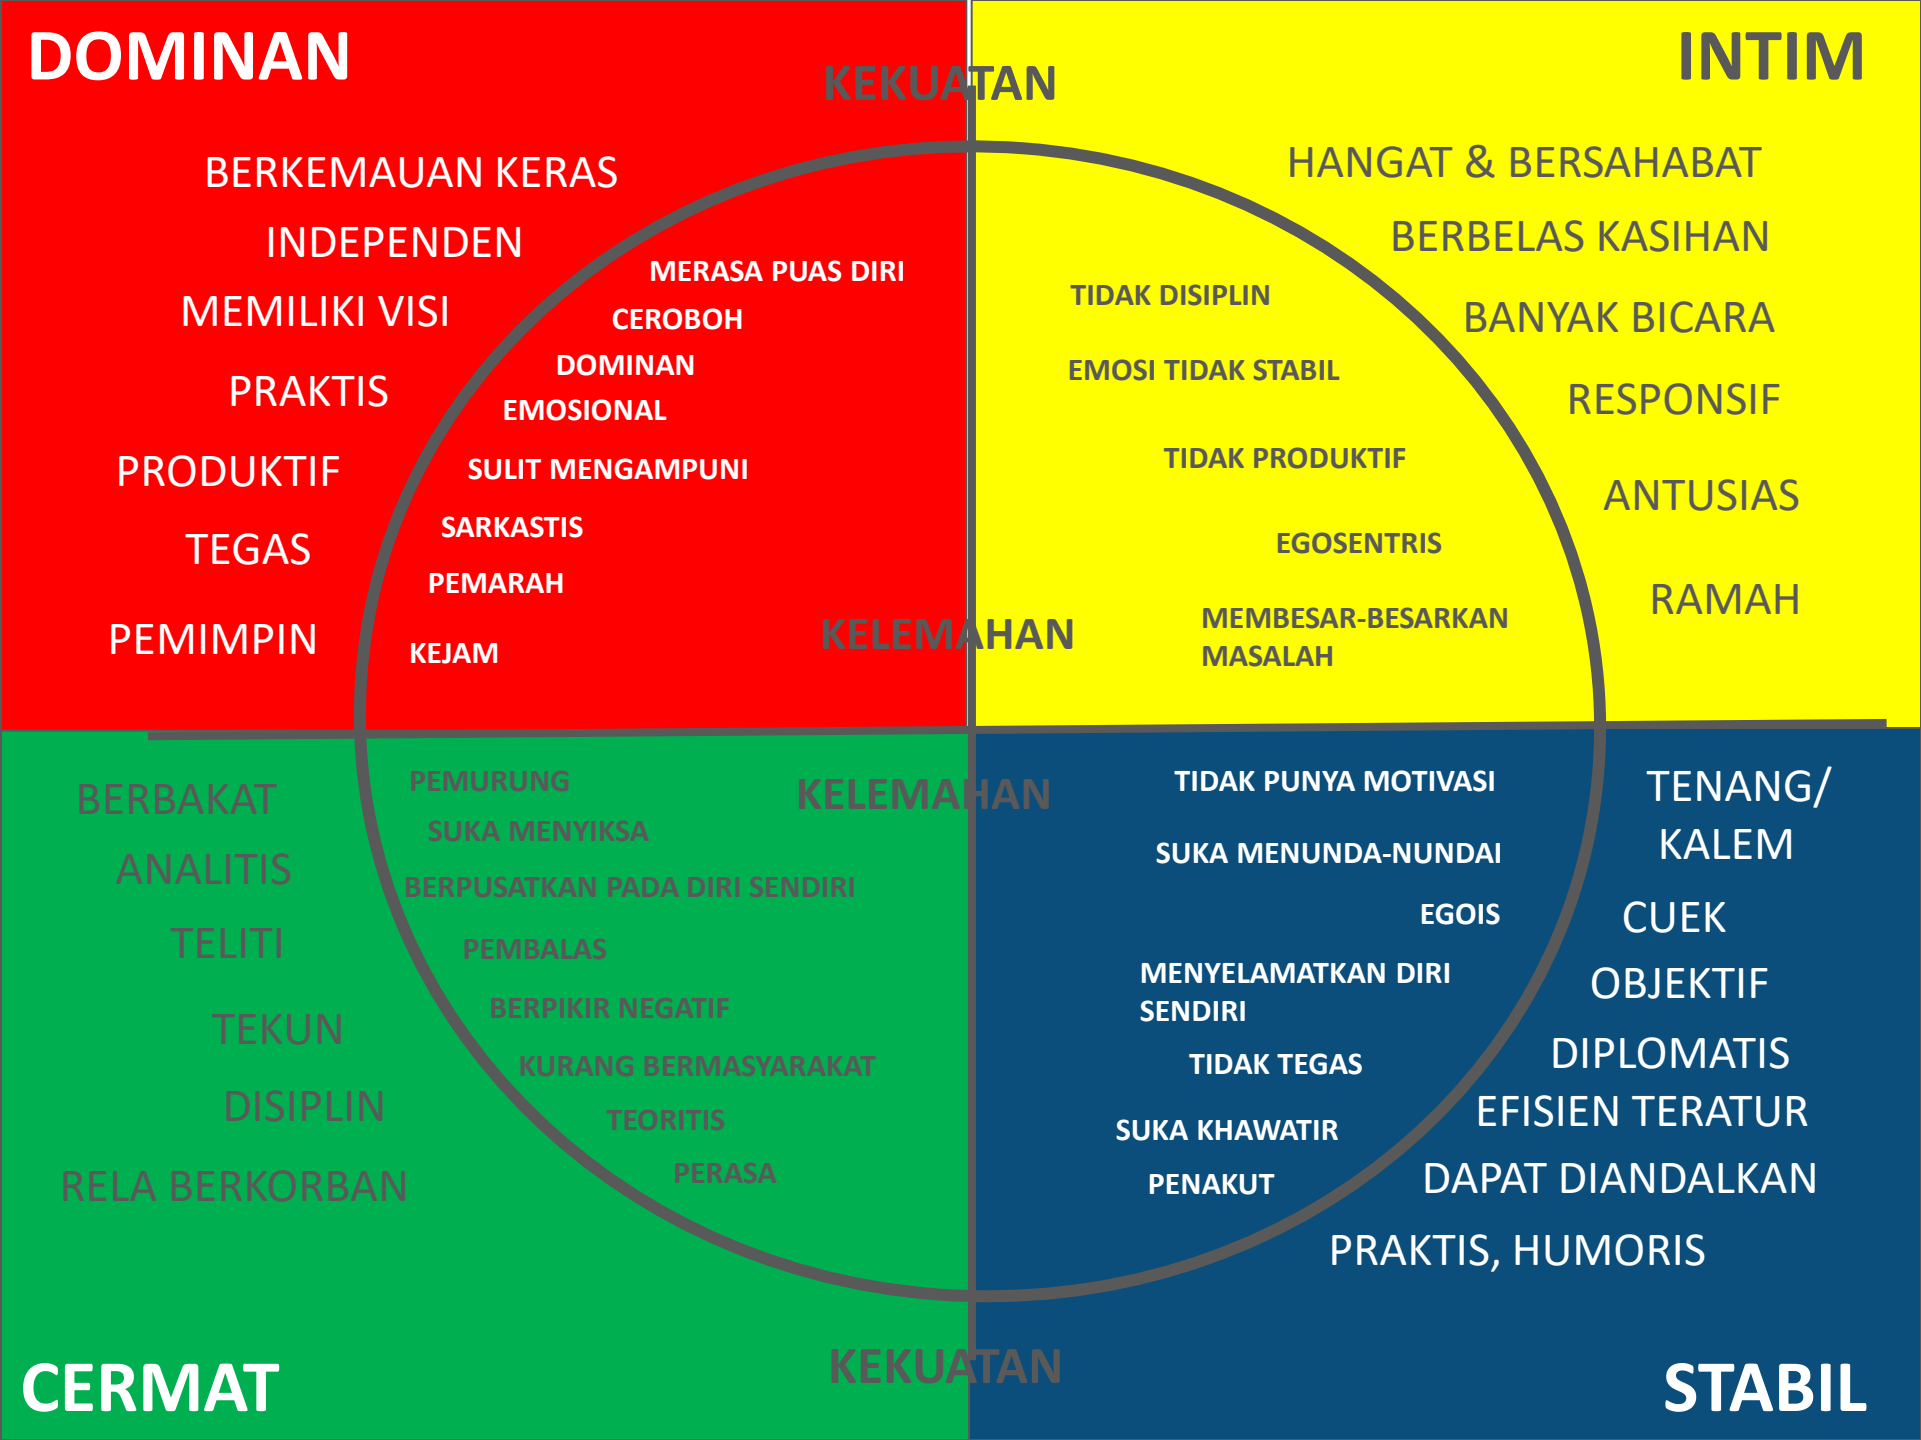 DOMINAN
KEKUATAN
BERKEMAUAN KERAS
INDEPENDEN
MEMILIKI VISI
PRAKTIS
PRODUKTIF
TEGAS
PEMIMPIN
MERASA PUAS DIRI
CEROBOH
DOMINAN
EMOSIONAL
SULIT MENGAMPUNI
SARKASTIS
PEMARAH
KEJAM
KELEMAHAN
INTIM
HANGAT & BERSAHABAT
BERBELAS KASIHAN
BANYAK BICARA
RESPONSIF
ANTUSIAS
RAMAH
TIDAK DISIPLIN
EMOSI TIDAK STABIL
TIDAK PRODUKTIF
EGOSENTRIS
MEMBESAR-BESARKAN
MASALAH
BERBAKAT
ANALITIS
TELITI
TEKUN
DISIPLIN
RELA BERKORBAN
PEMURUNG
SUKA MENYIKSA
BERPUSATKAN PADA DIRI SENDIRI
PEMBALAS
BERPIKIR NEGATIF
KURANG BERMASYARAKAT
TEORITIS
PERASA
CERMAT
KELEMAHAN
TIDAK PUNYA MOTIVASI
SUKA MENUNDA-NUNDAI
EGOIS
MENYELAMATKAN DIRI
SENDIRI
TIDAK TEGAS
SUKA KHAWATIR
PENAKUT
TENANG/
KALEM
CUEK
OBJEKTIF
DIPLOMATIS
EFISIEN TERATUR
DAPAT DIANDALKAN
PRAKTIS, HUMORIS
KEKUATAN
STABIL